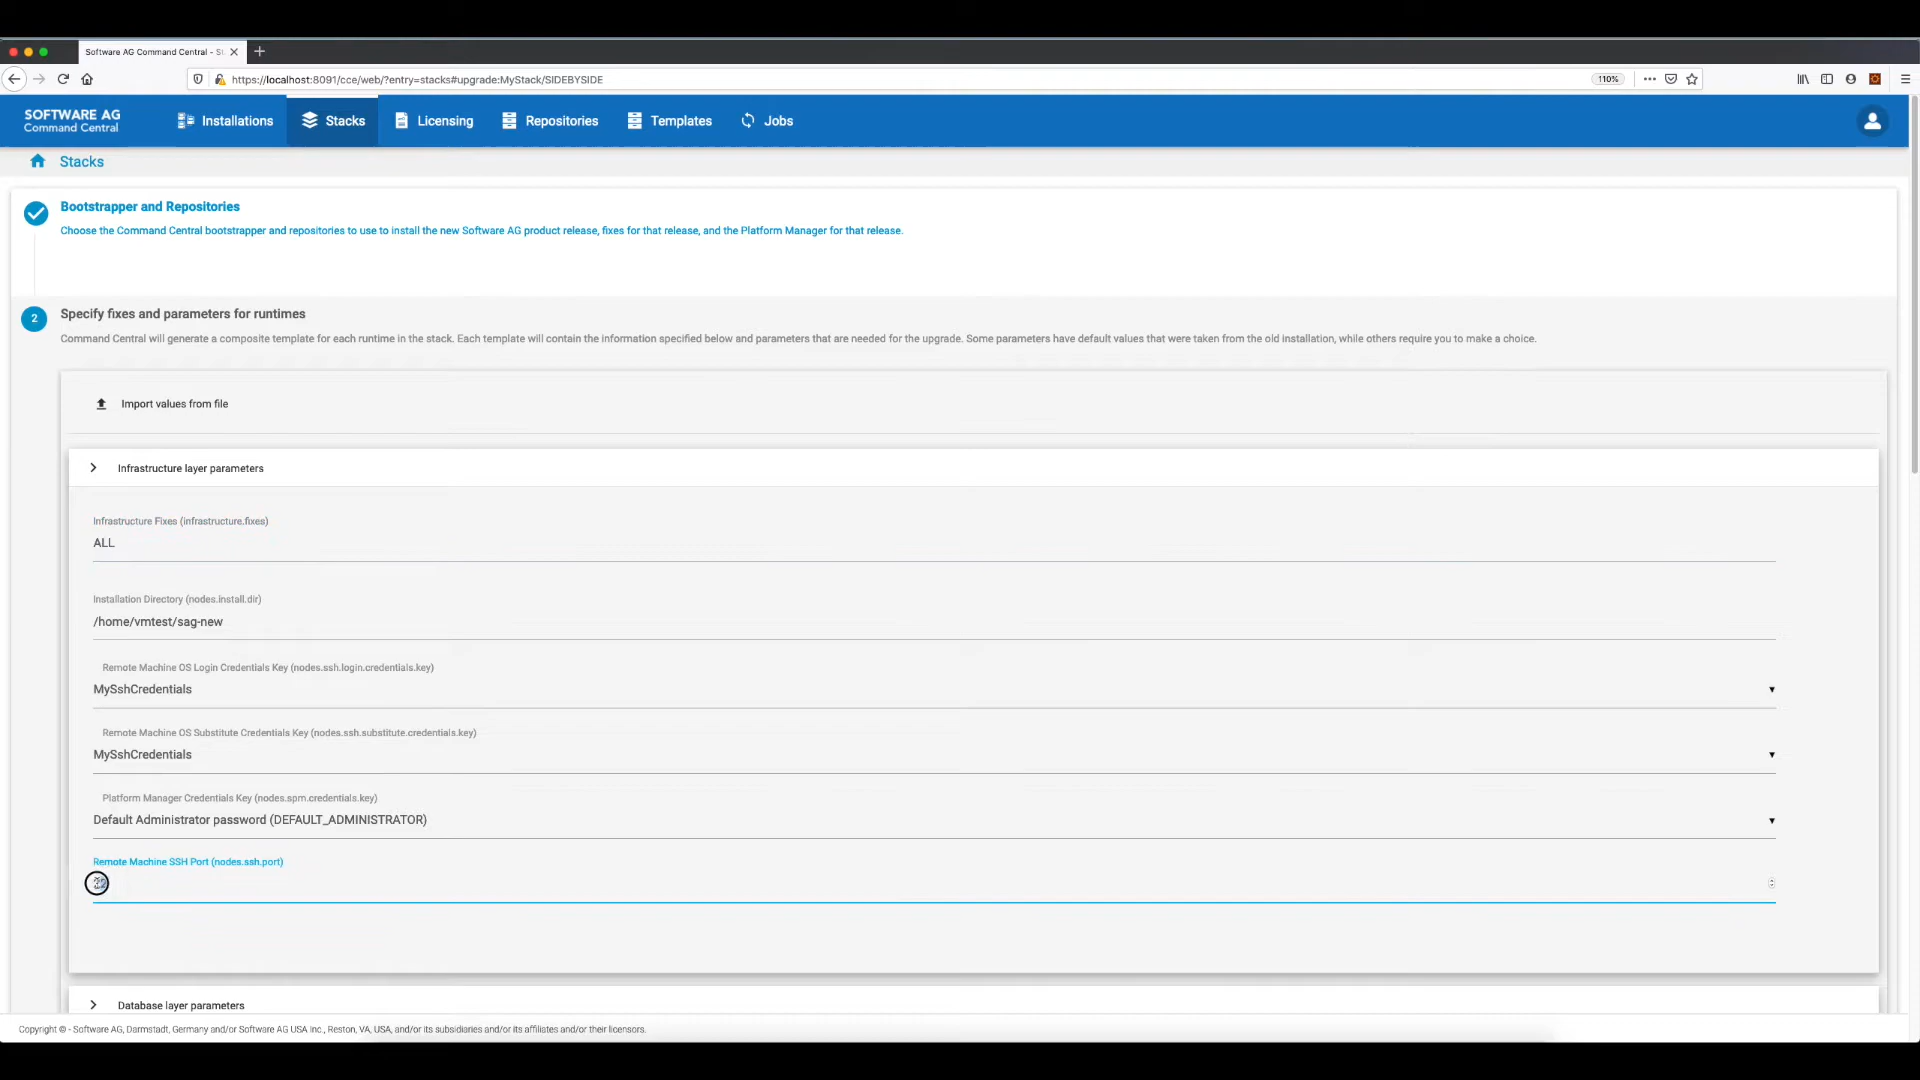 Software AG Command Central - St
https://localhost:8091/cce/web/?entry=stacks#upgrade:MyStack/SIDEBYSIDE
110%
SOFTWARE AG
Command Central
Installations
Stacks
Licensing
Repositories
Templates
Jobs
Stacks
Bootstrapper and Repositories
Choose the Command Central bootstrapper and repositories to use to install the new Software AG product release, fixes for that release, and the Platform Manager for that release.
2
Specify fixes and parameters for runtimes
Command Central will generate a composite template for each runtime in the stack. Each template will contain the information specified below and parameters that are needed for the upgrade. Some parameters have default values that were taken from the old installation, while others require you to make a choice.
Import values from file
Infrastructure layer parameters
Infrastructure Fixes (infrastructure.fixes)
ALL
Installation Directory (nodes.install.dir)
/home/vmtest/sag-new
Remote Machine OS Login Credentials Key (nodes.ssh.login.credentials.key)
MySshCredentials
Remote Machine OS Substitute Credentials Key (nodes.ssh.substitute.credentials.key)
MySshCredentials
Platform Manager Credentials Key (nodes.spm.credentials.key)
Default Administrator password (DEFAULT_ADMINISTRATOR)
Remote Machine SSH Port (nodes.ssh.port)
Database layer parameters
Copyright © - Software AG, Darmstadt, Germany and/or Software AG USA Inc., Reston, VA, USA, and/or its subsidiaries and/or its affiliates and/or their licensors.